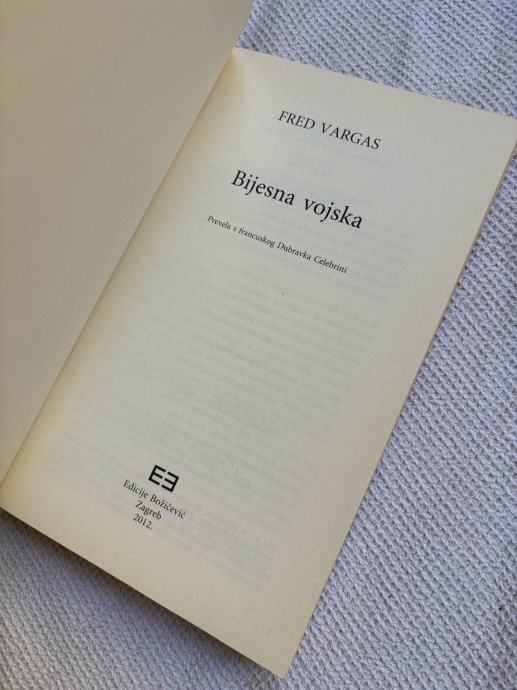 FRED VARGAS
Bijesna vojska
Prevela s francuskog Dubravka Celebrini
Edicije Božičević
Zagreb
2012.